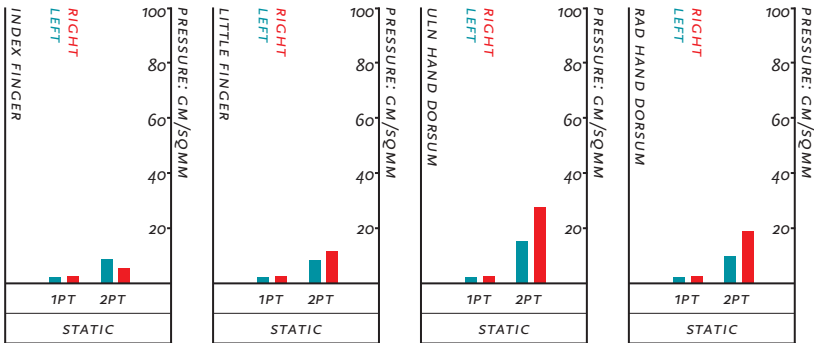 INDEX FINGER
LEFT
RIGHT
100
80
60
40
20
PRESSURE: GM/SQMM
1PT 2PT
STATIC
LITTLE FINGER
LEFT
RIGHT
100
80
60
40
20
PRESSURE: GM/SQMM
1PT 2PT
STATIC
ULN HAND DORSUM
LEFT
RIGHT
100
80
60
40
20
PRESSURE: GM/SQMM
1PT 2PT
STATIC
RAD HAND DORSUM
LEFT
RIGHT
100
80
60
40
20
PRESSURE: GM/SQMM
1PT 2PT
STATIC